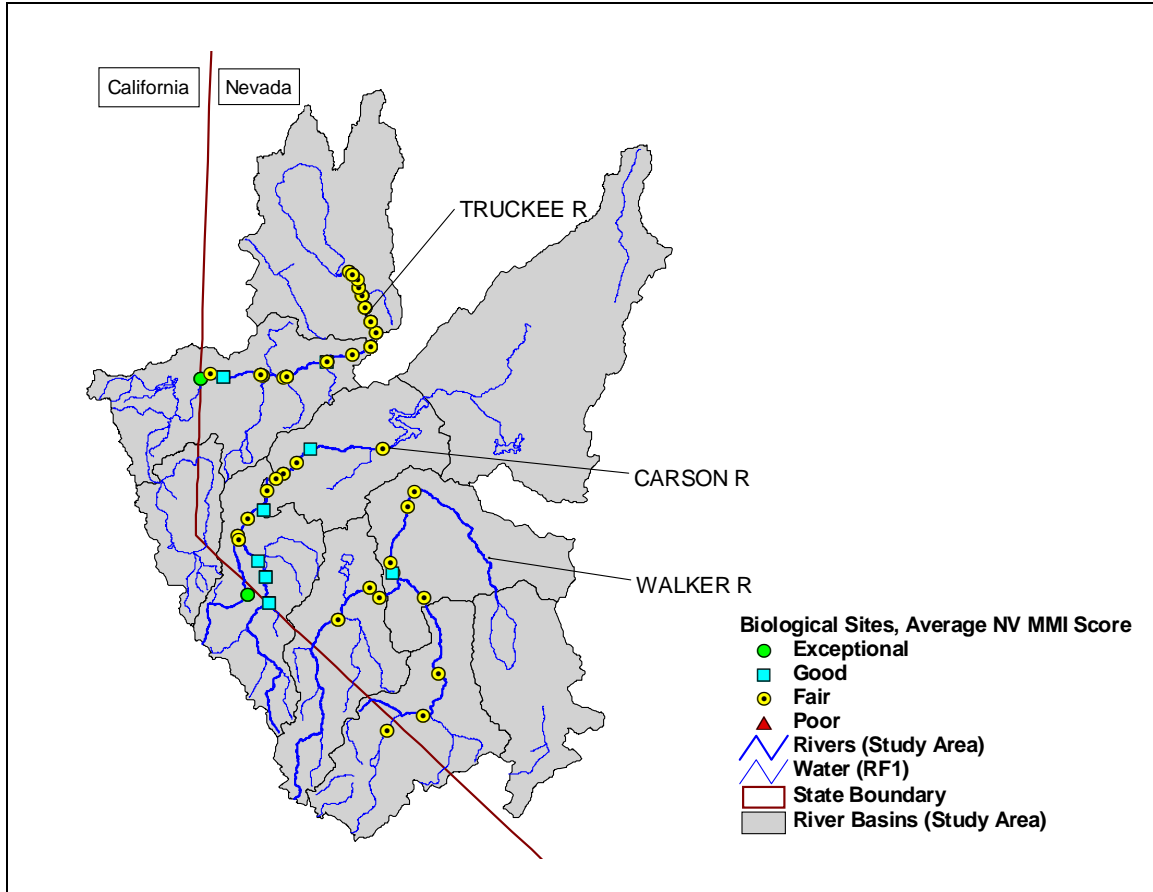 California Nevada
TRUCKEE R
CARSON R
WALKER R
Biological Sites, Average NV MMI Score
Exceptional
Good
Fair
Poor
Rivers (Study Area)
Water (RF1)
State Boundary
River Basins (Study Area)